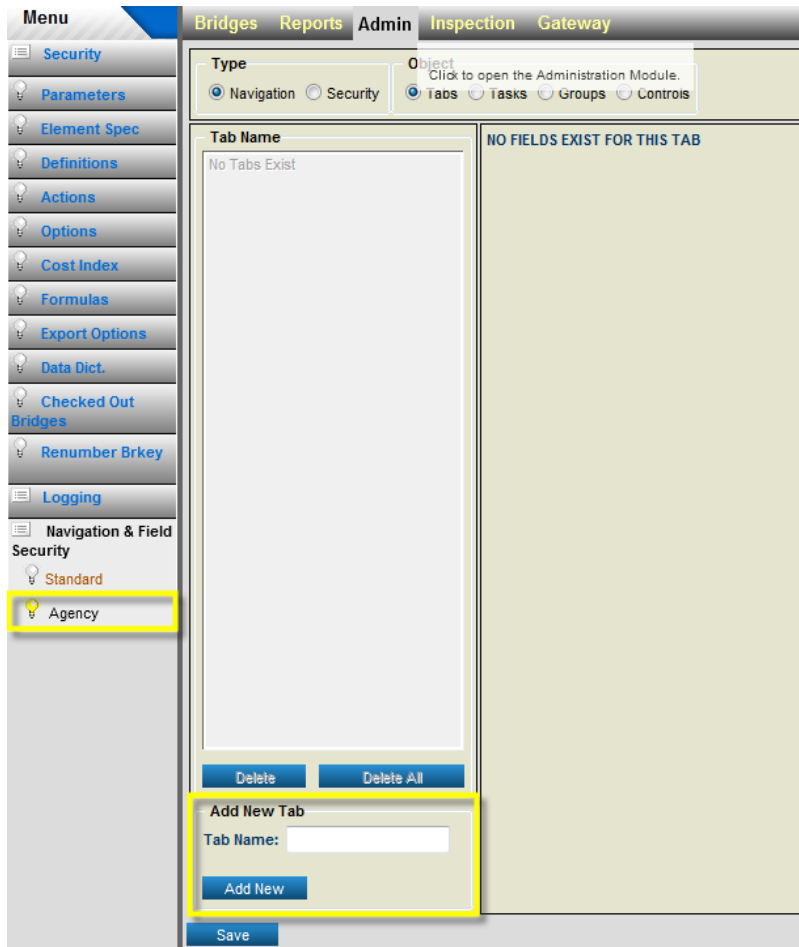 Menu
Bridges Reports Admin Inspection Gateway
Security
Parameters
Element Spec
Definitions
Actions
Options
Cost Index
Formulas
Export Options
Data Dict.
Checked Out
Bridges
Renumber Brkey
Logging
Navigation & Field
Security
Standard
Agency
Type
Navigation Security
Object
Click to open the Administration Module.
Tabs Tasks Groups Controls
Tab Name
No Tabs Exist
NO FIELDS EXIST FOR THIS TAB
Delete Delete All
Add New Tab
Tab Name:
Add New
Save